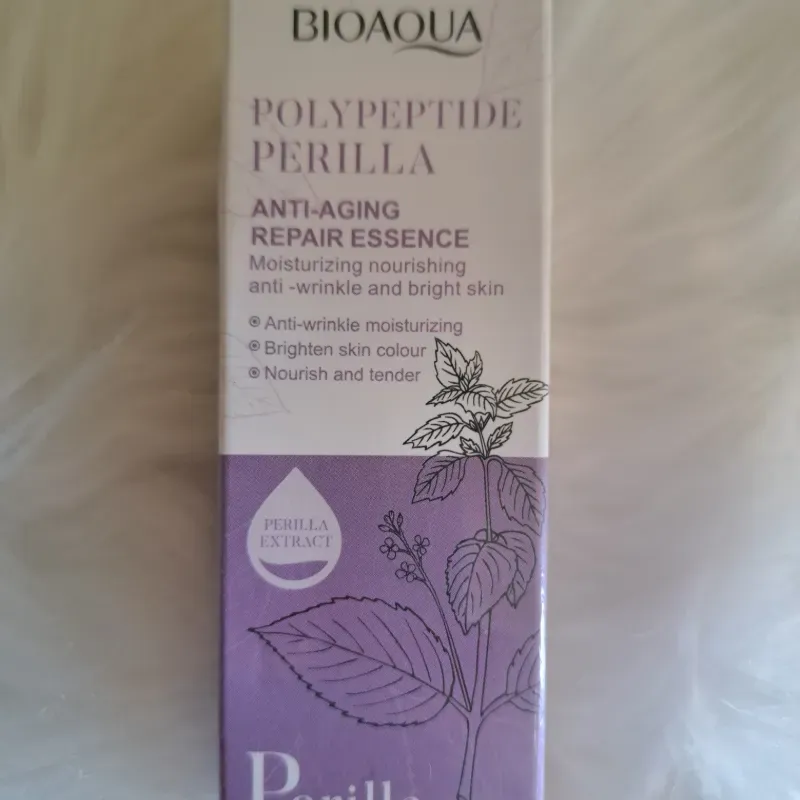 BIOAQUA
POLYPEPTIDE
PERILLA
ANTI-AGING
REPAIR ESSENCE
Moisturizing nourishing
anti -wrinkle and bright skin
Anti-wrinkle moisturizing
Brighten skin colour
Nourish and tender
PERILLA
EXTRACT
Perilla